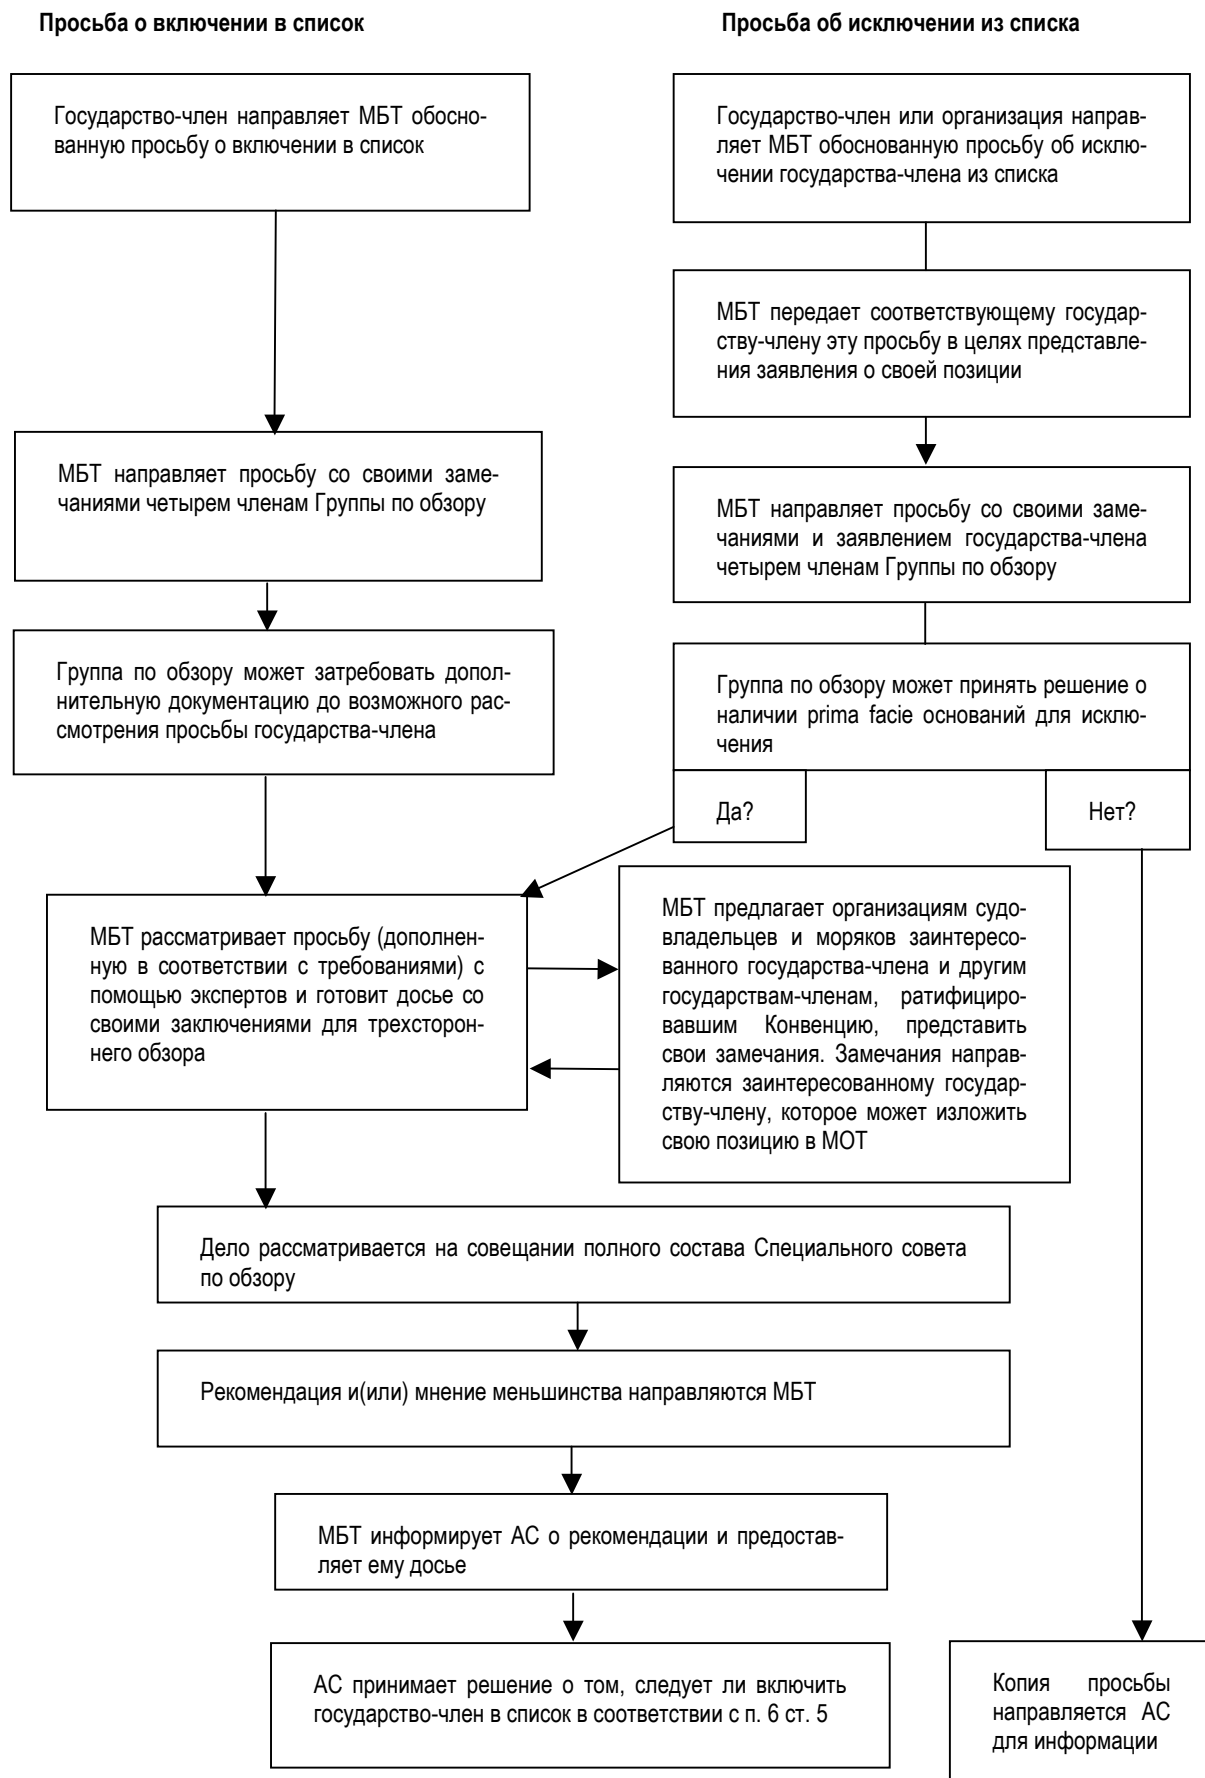 Просьба о включении в список
Просьба об исключении из списка
Государство-член направляет МБТ обосно-
ванную просьбу о включении в список
Государство-член или организация направ-
ляет МБТ обоснованную просьбу об исклю-
чении государства-члена из списка
МБТ передает соответствующему государ-
ству-члену эту просьбу в целях представле-
ния заявления о своей позиции
МБТ направляет просьбу со своими заме-
чаниями четырем членам Группы по обзору
МБТ направляет просьбу со своими заме-
чаниями и заявлением государства-члена
четырем членам Группы по обзору
Группа по обзору может затребовать допол-
нительную документацию до возможного рас-
смотрения просьбы государства-члена
Группа по обзору может принять решение о
наличии prima facie оснований для исклю-
чения
Да?
Нет?
МБТ рассматривает просьбу (дополнен-
ную в соответствии с требованиями) с
помощью экспертов и готовит досье со
своими заключениями для трехсторон-
него обзора
МБТ предлагает организациям судо-
владельцев и моряков заинтересо-
ванного государства-члена и другим
государствам-членам, ратифициро-
вавшим Конвенцию, представить
свои замечания. Замечания направ-
ляются заинтересованному государ-
ству-члену, которое может изложить
свою позицию в МОТ
Дело рассматривается на совещании полного состава Специального совета
по обзору
Рекомендация и(или) мнение меньшинства направляются МБТ
МБТ информирует АС о рекомендации и предостав-
ляет ему досье
АС принимает решение о том, следует ли включить
государство-член в список в соответствии с п. 6 ст. 5
Копия просьбы
направляется АС
для информации